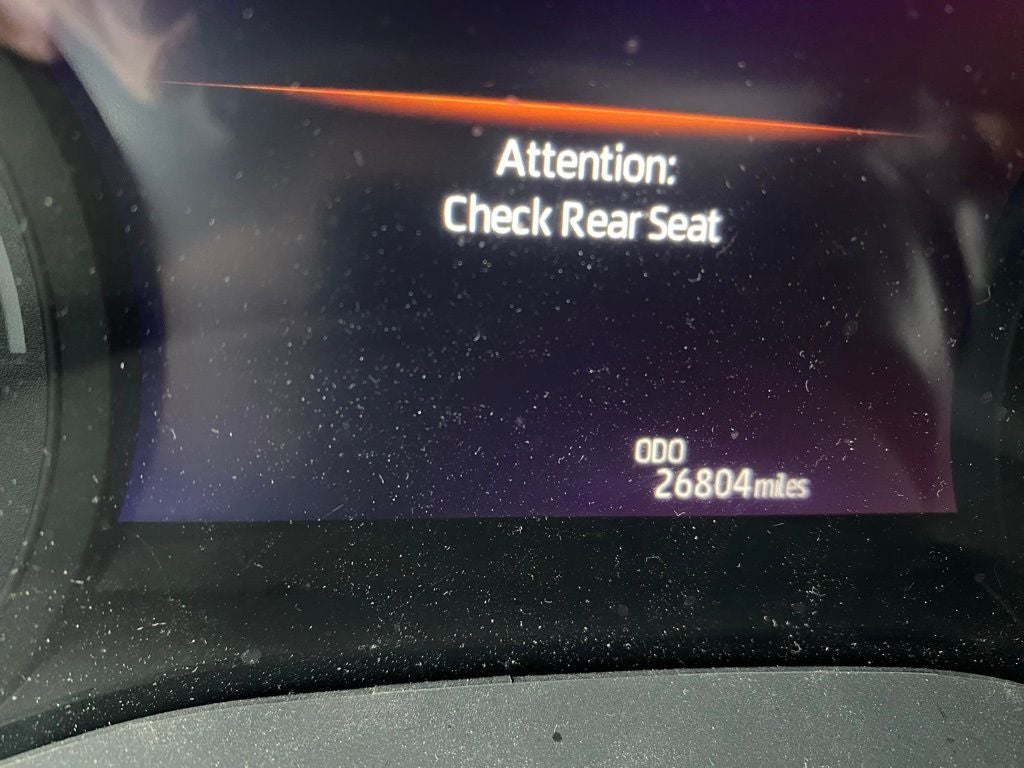 Attention:
Check Rear Seat
ODO
26804 miles